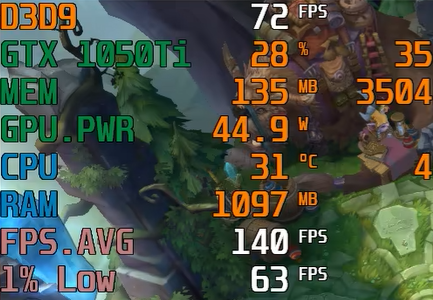 D3D9 72 FPS
GTX 1050Ti 28 % 35
MEM 135 MB 3504
GPU.PWR 44.9 W
CPU 31 °C 4
RAM 1097 MB
FPS.AVG 140 FPS
1% Low 63 FPS